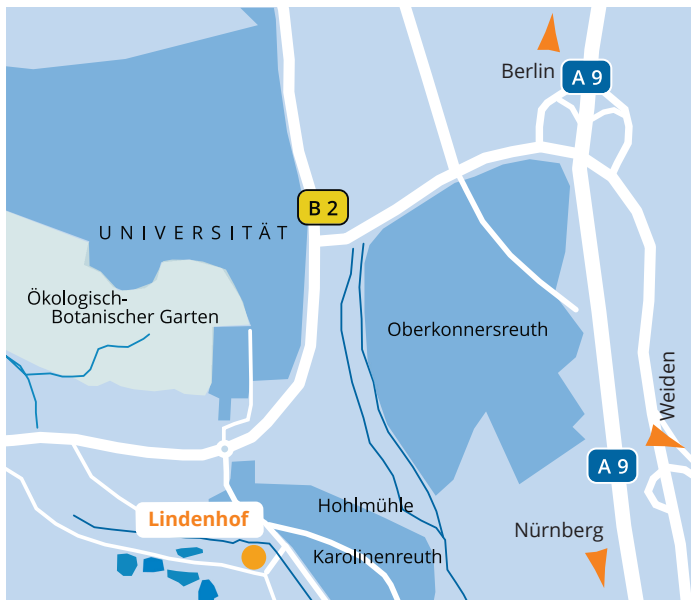 Berlin
A 9
B 2
UNIVERSITÄT
Ökologisch-
Botanischer Garten
Oberkonnersreuth
Weiden
A 9
Hohlmühle
Lindenhof
Nürnberg
Karolinenreuth